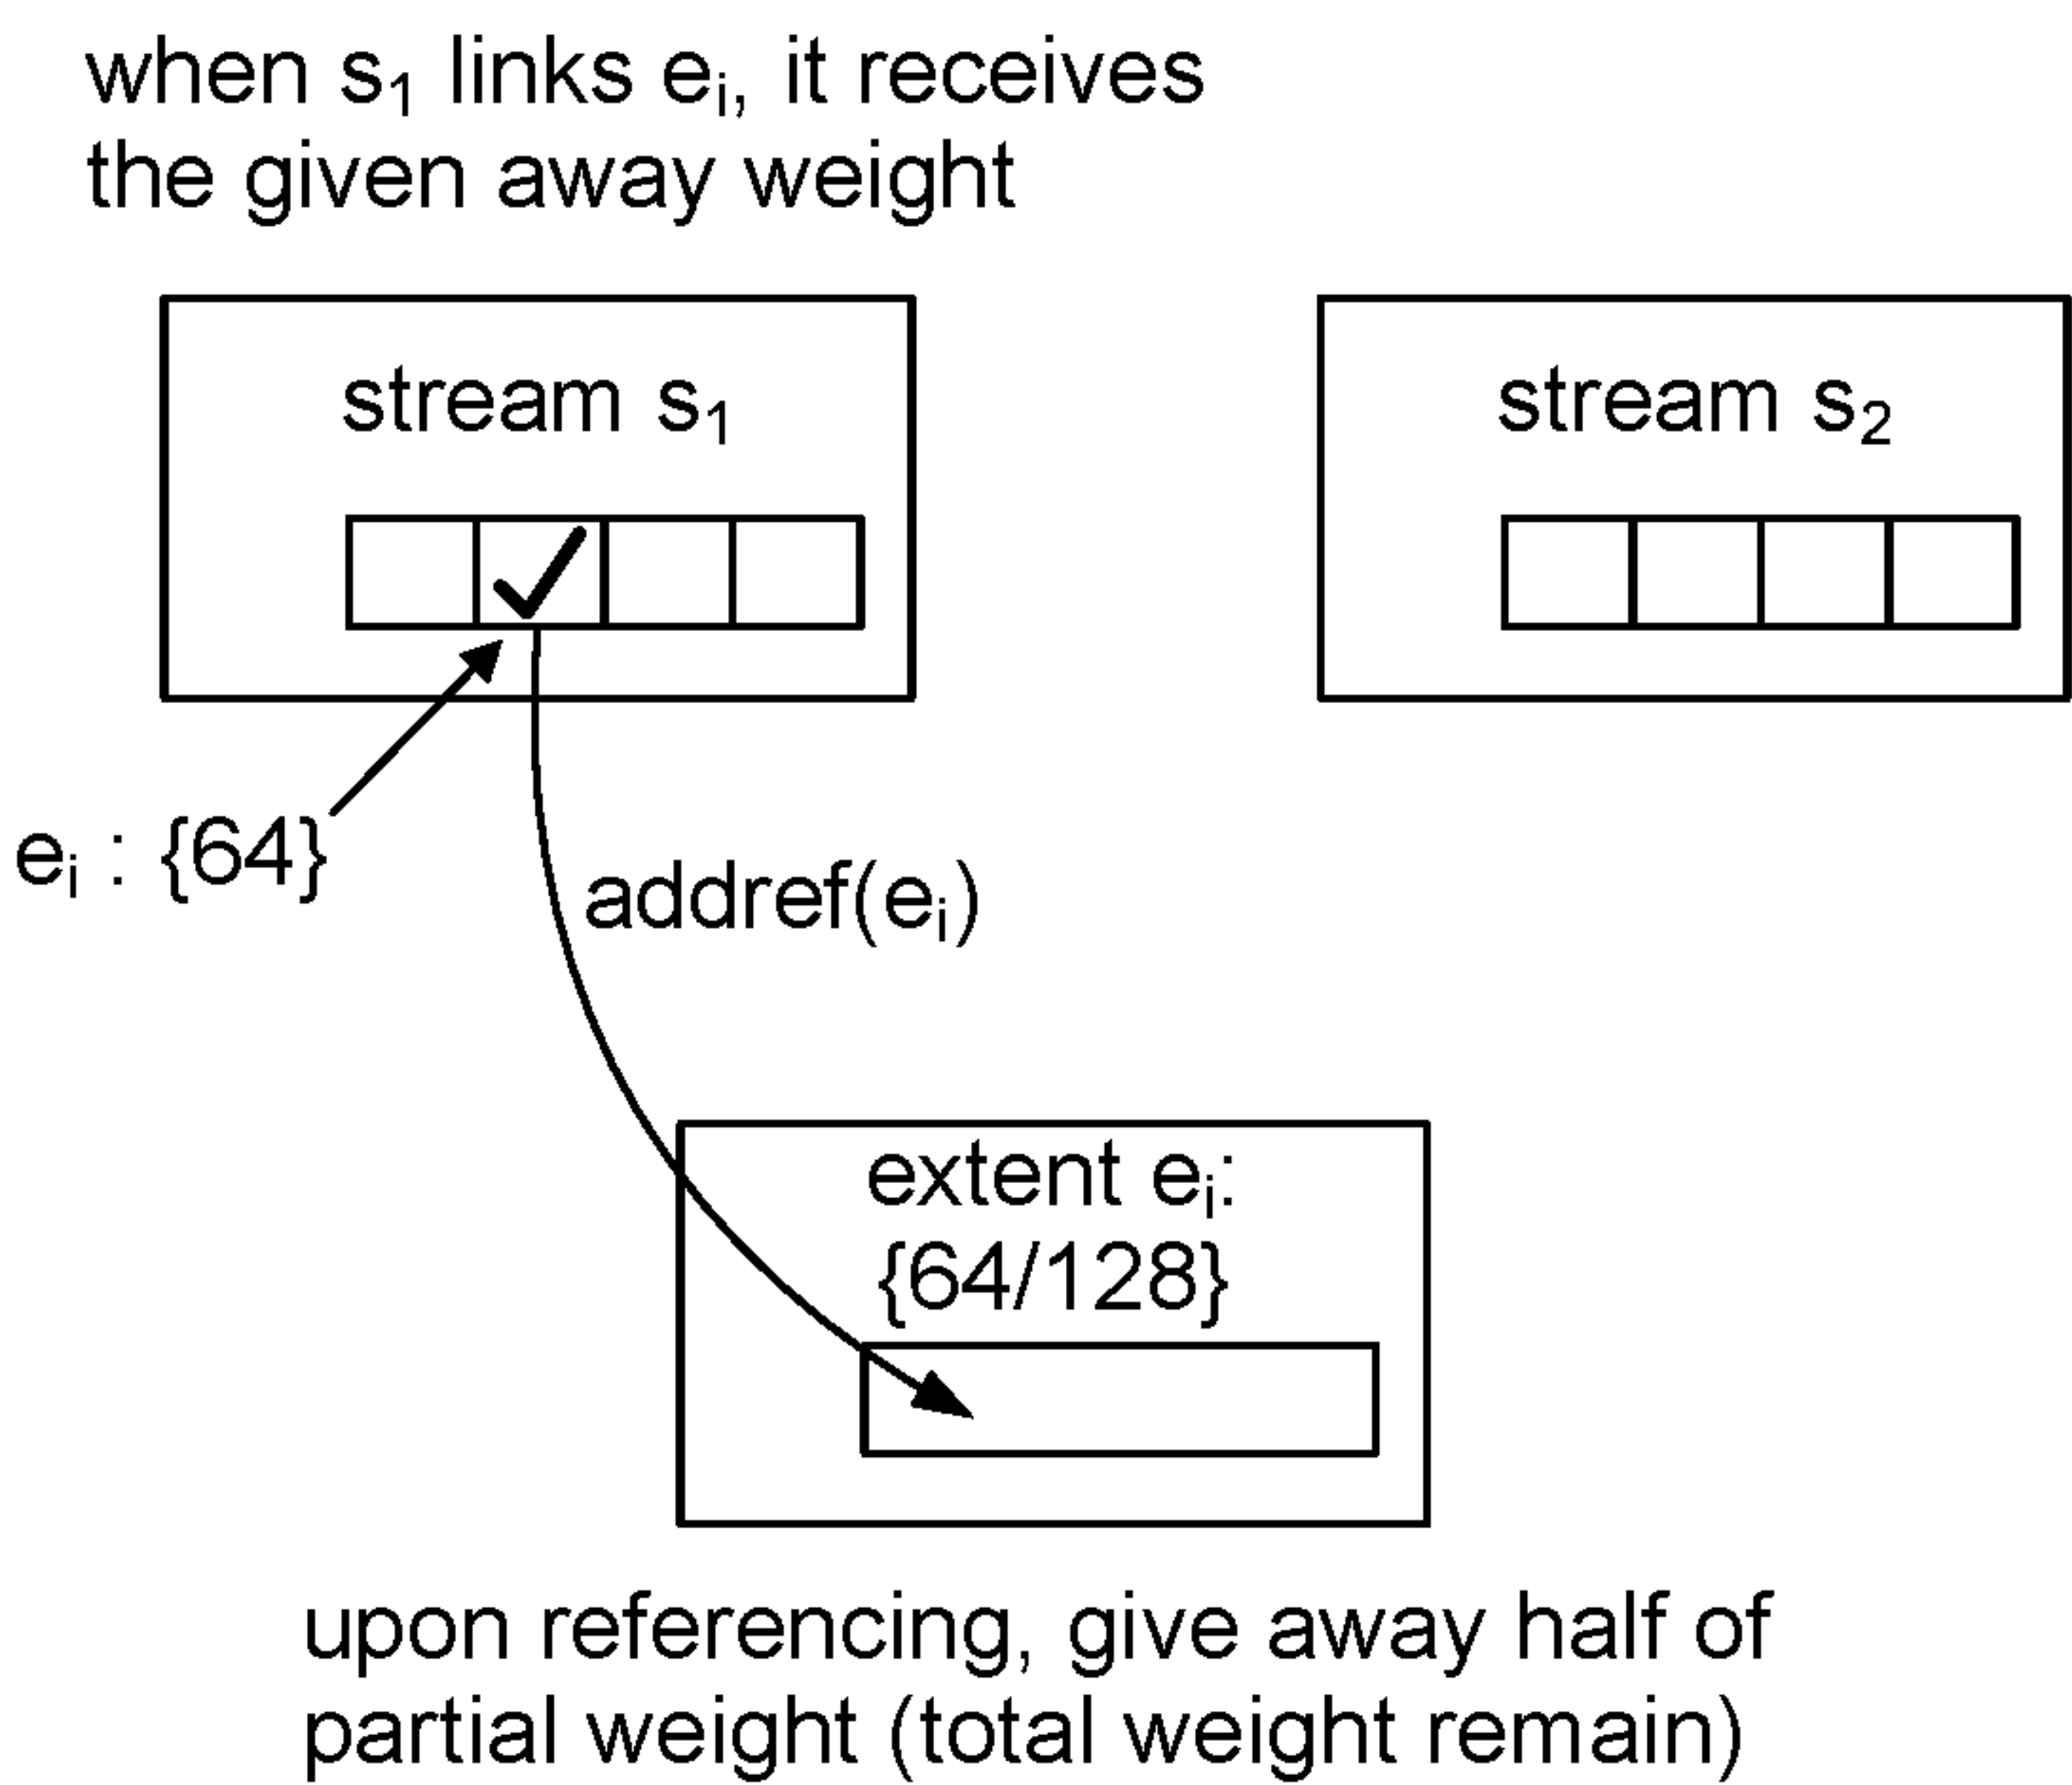 when s₁ links eᵢ, it receives
the given away weight
stream s₁
stream s₂
eᵢ : {64}
addref(eᵢ)
extent eᵢ:
{64/128}
upon referencing, give away half of
partial weight (total weight remain)